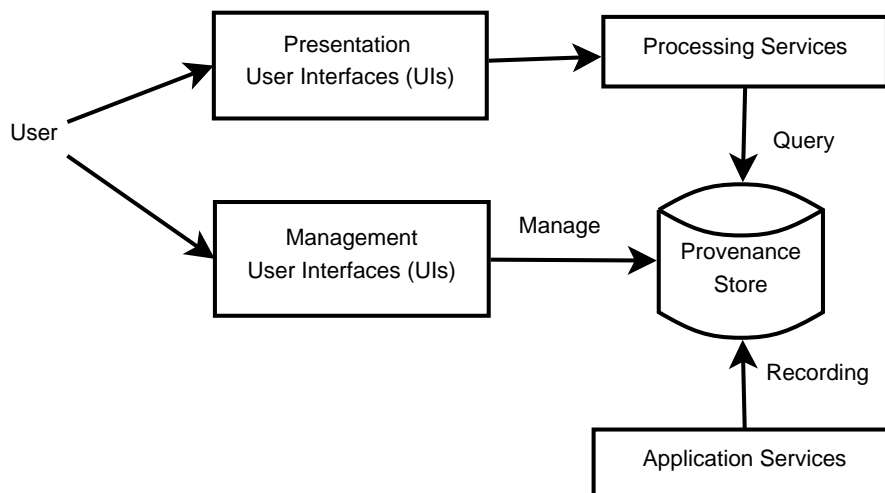 Presentation
User Interfaces (UIs)
Processing Services
User
Query
Management
User Interfaces (UIs)
Manage
Provenance
Store
Recording
Application Services